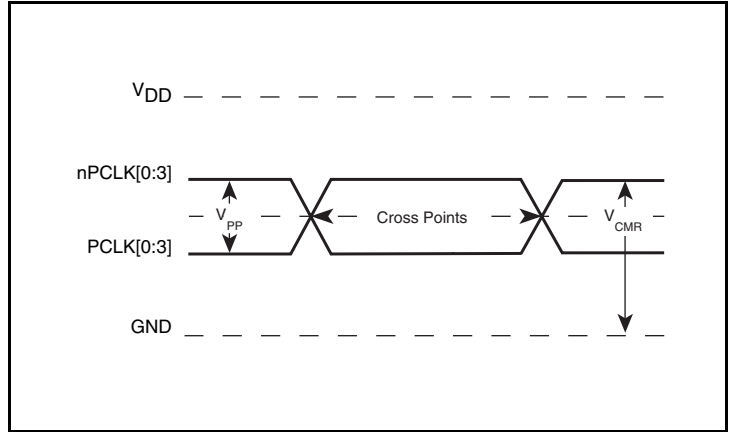 VDD
nPCLK[0:3]
VPP
Cross Points
VCMR
PCLK[0:3]
GND